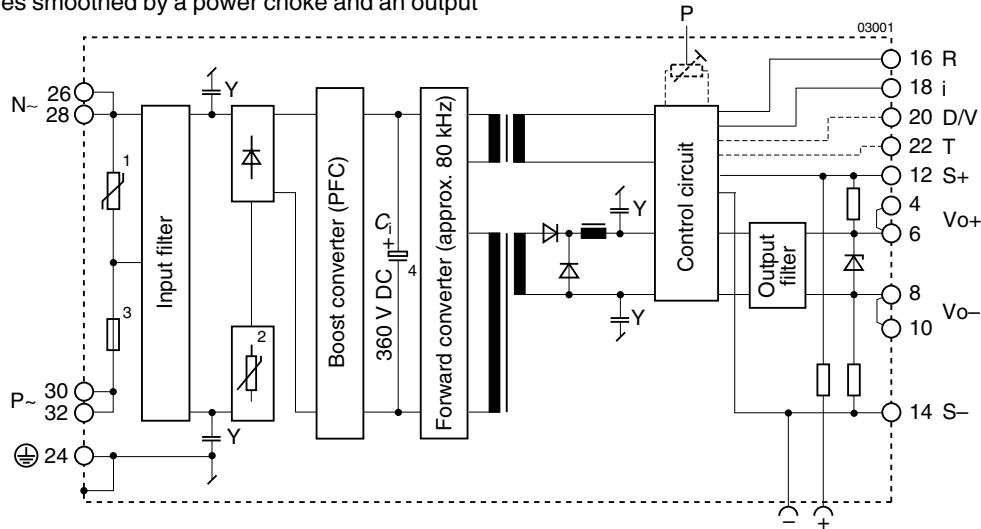 es smoothed by a power choke and an output
P
03001
N~
26
28
Y
1
Input filter
3
2
P~
30
32
Y
24
Boost converter (PFC)
360 V DC
Ci
+
4
Forward converter (approx. 80 kHz)
Y
Y
Control circuit
Output
filter
16 R
18 i
20 D/V
22 T
12 S+
4
Vo+
6
8
Vo–
10
14 S–
–
+